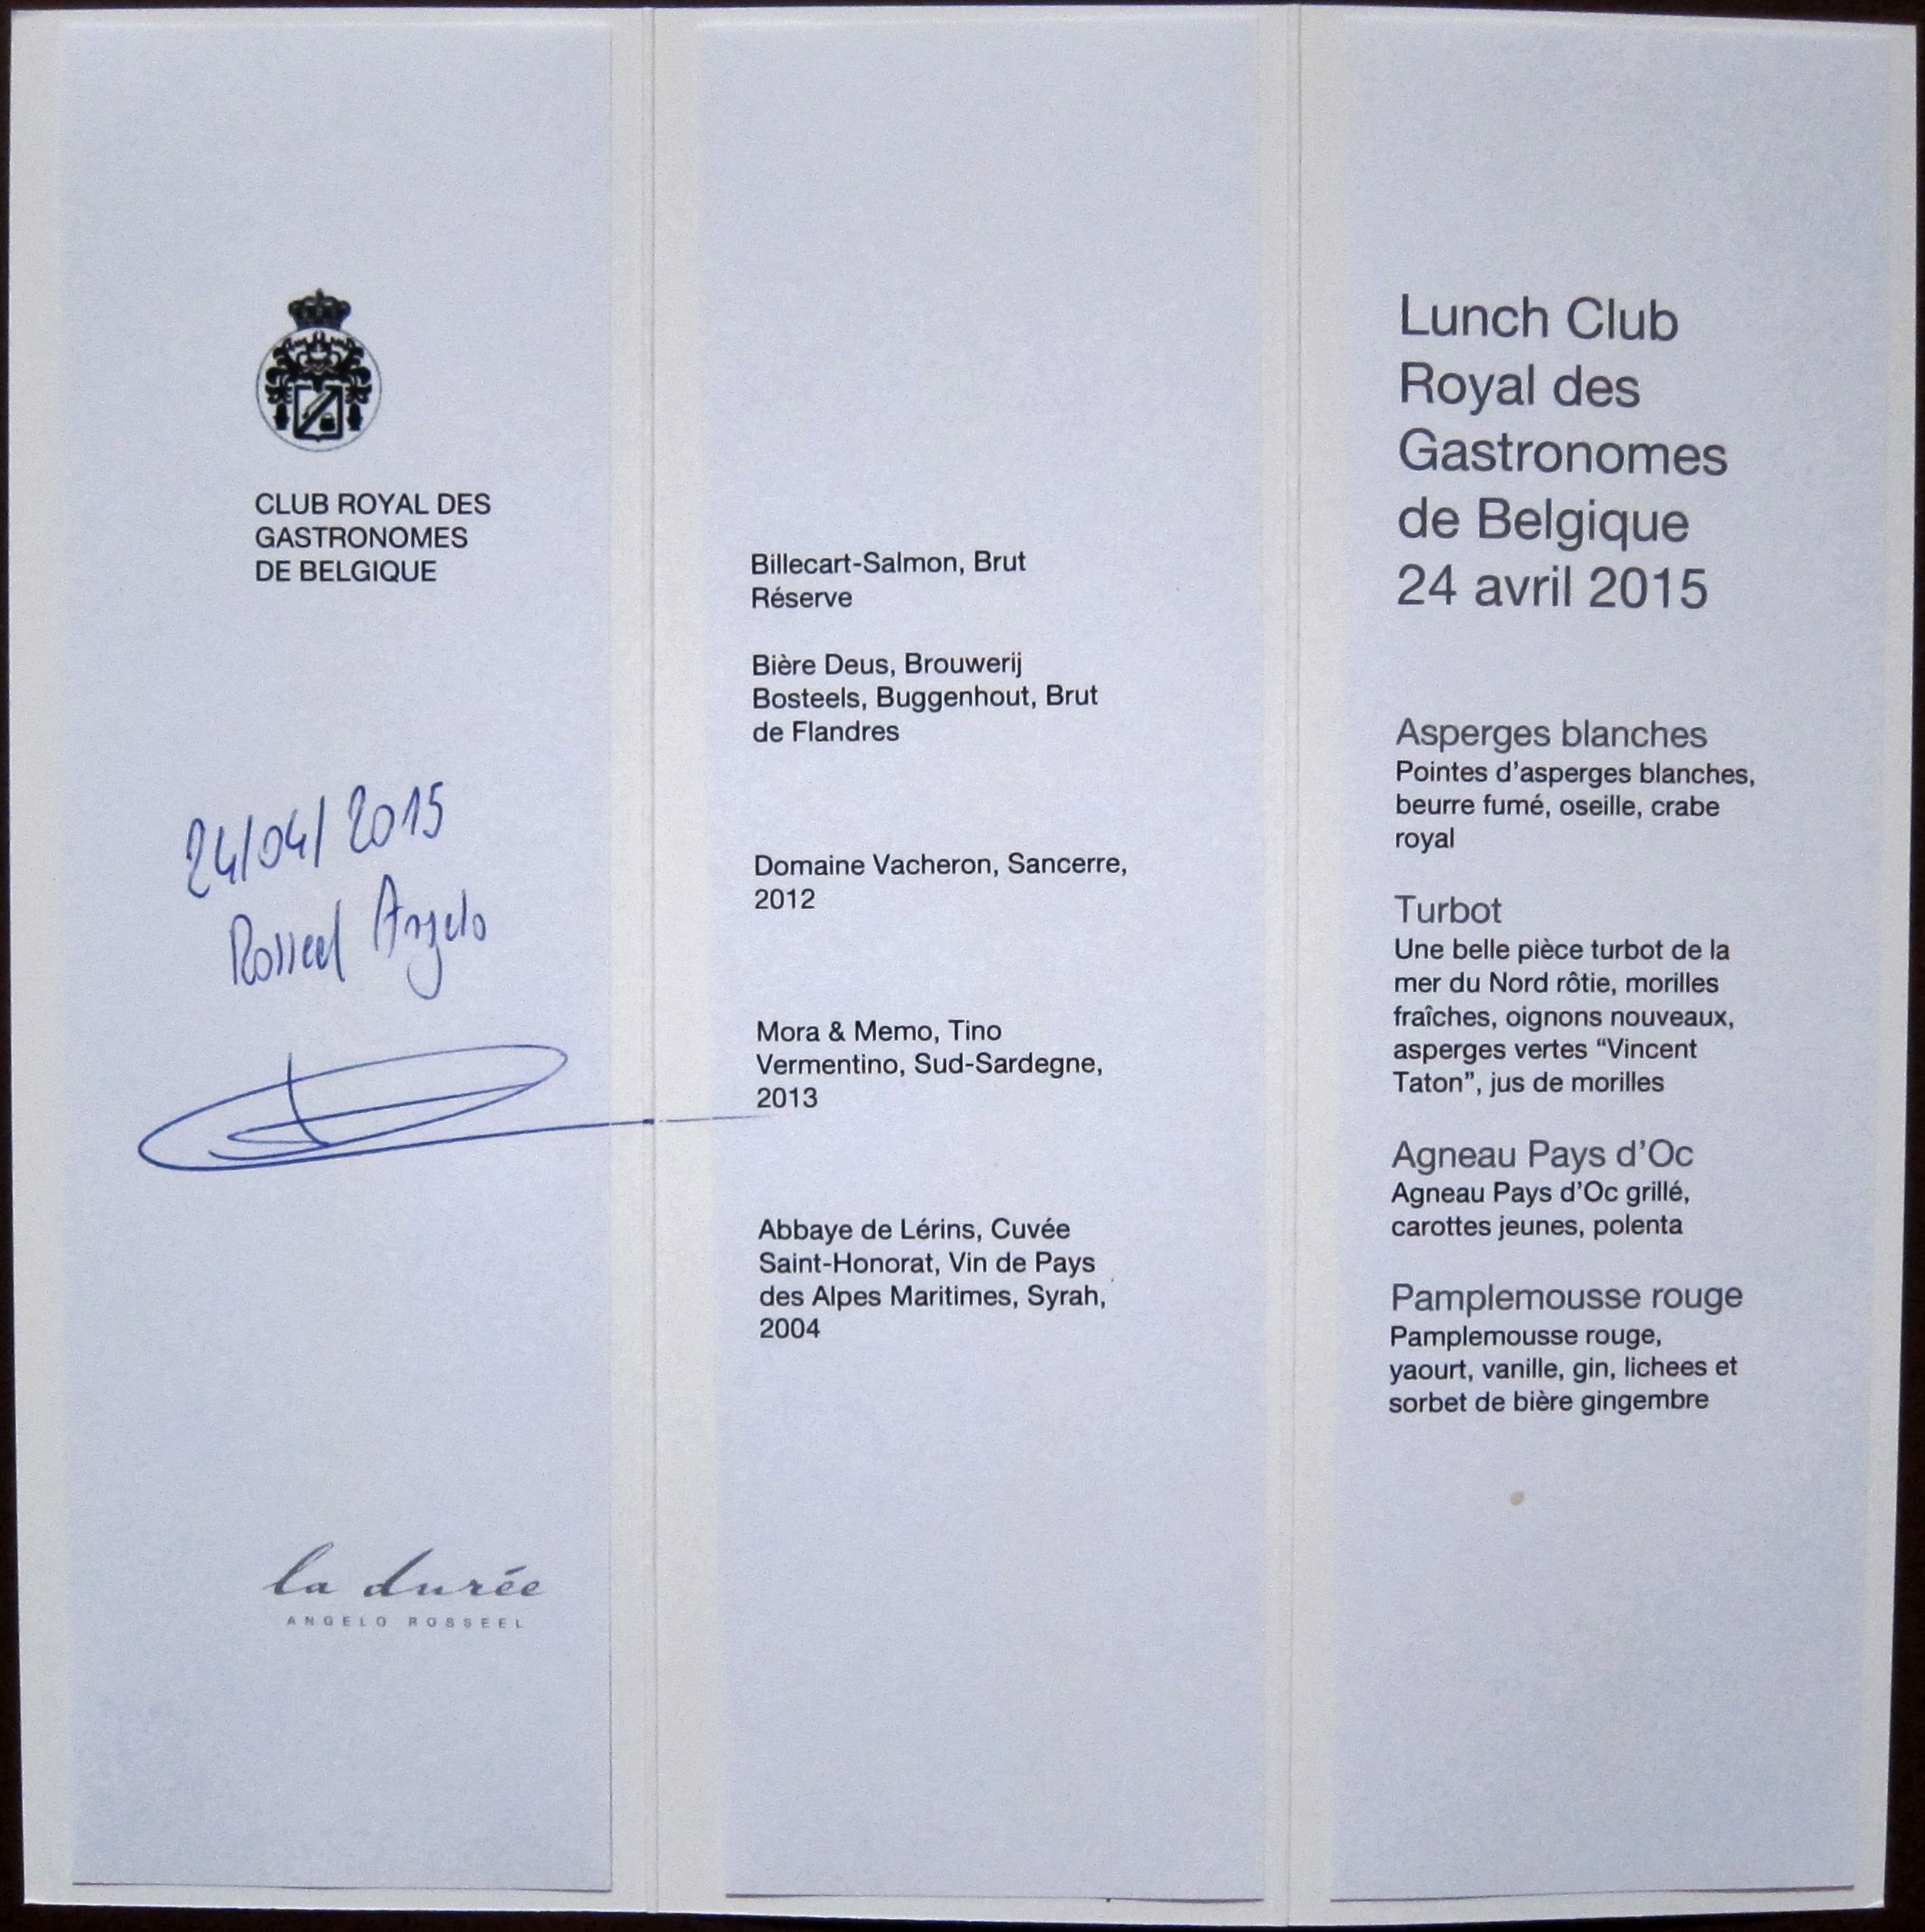 CLUB ROYAL DES
GASTRONOMES
DE BELGIQUE
24/04/2015
Rosseel Angelo
la durée
ANGELO ROSSEEL
Billecart-Salmon, Brut
Réserve
Bière Deus, Brouwerij
Bosteels, Buggenhout, Brut
de Flandres
Domaine Vacheron, Sancerre,
2012
Mora & Memo, Tino
Vermentino, Sud-Sardegne,
2013
Abbaye de Lérins, Cuvée
Saint-Honorat, Vin de Pays
des Alpes Maritimes, Syrah,
2004
Lunch Club
Royal des
Gastronomes
de Belgique
24 avril 2015
Asperges blanches
Pointes d’asperges blanches,
beurre fumé, oseille, crabe
royal
Turbot
Une belle pièce turbot de la
mer du Nord rôtie, morilles
fraîches, oignons nouveaux,
asperges vertes “Vincent
Taton”, jus de morilles
Agneau Pays d’Oc
Agneau Pays d’Oc grillé,
carottes jeunes, polenta
Pamplemousse rouge
Pamplemousse rouge,
yaourt, vanille, gin, lichees et
sorbet de bière gingembre